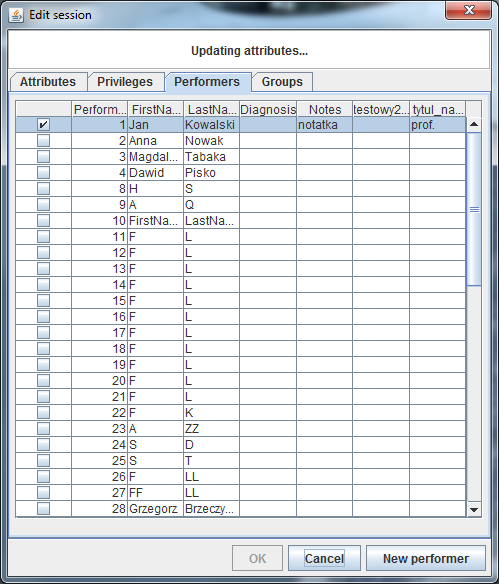 Edit session
Updating attributes...
Attributes Privileges Performers Groups
Perform... FirstNa... LastNa... Diagnosis Notes testowy2... tytul_na...
1 Jan Kowalski notatka prof.
2 Anna Nowak
3 Magdal... Tabaka
4 Dawid Pisko
8 H S
9 A Q
10 FirstNa... LastNa...
11 F L
12 F L
13 F L
14 F L
15 F L
16 F L
17 F L
18 F L
19 F L
20 F L
21 F L
22 F K
23 A ZZ
24 S D
25 S T
26 F LL
27 FF LL
28 Grzegorz Brzeczy...
OK Cancel New performer